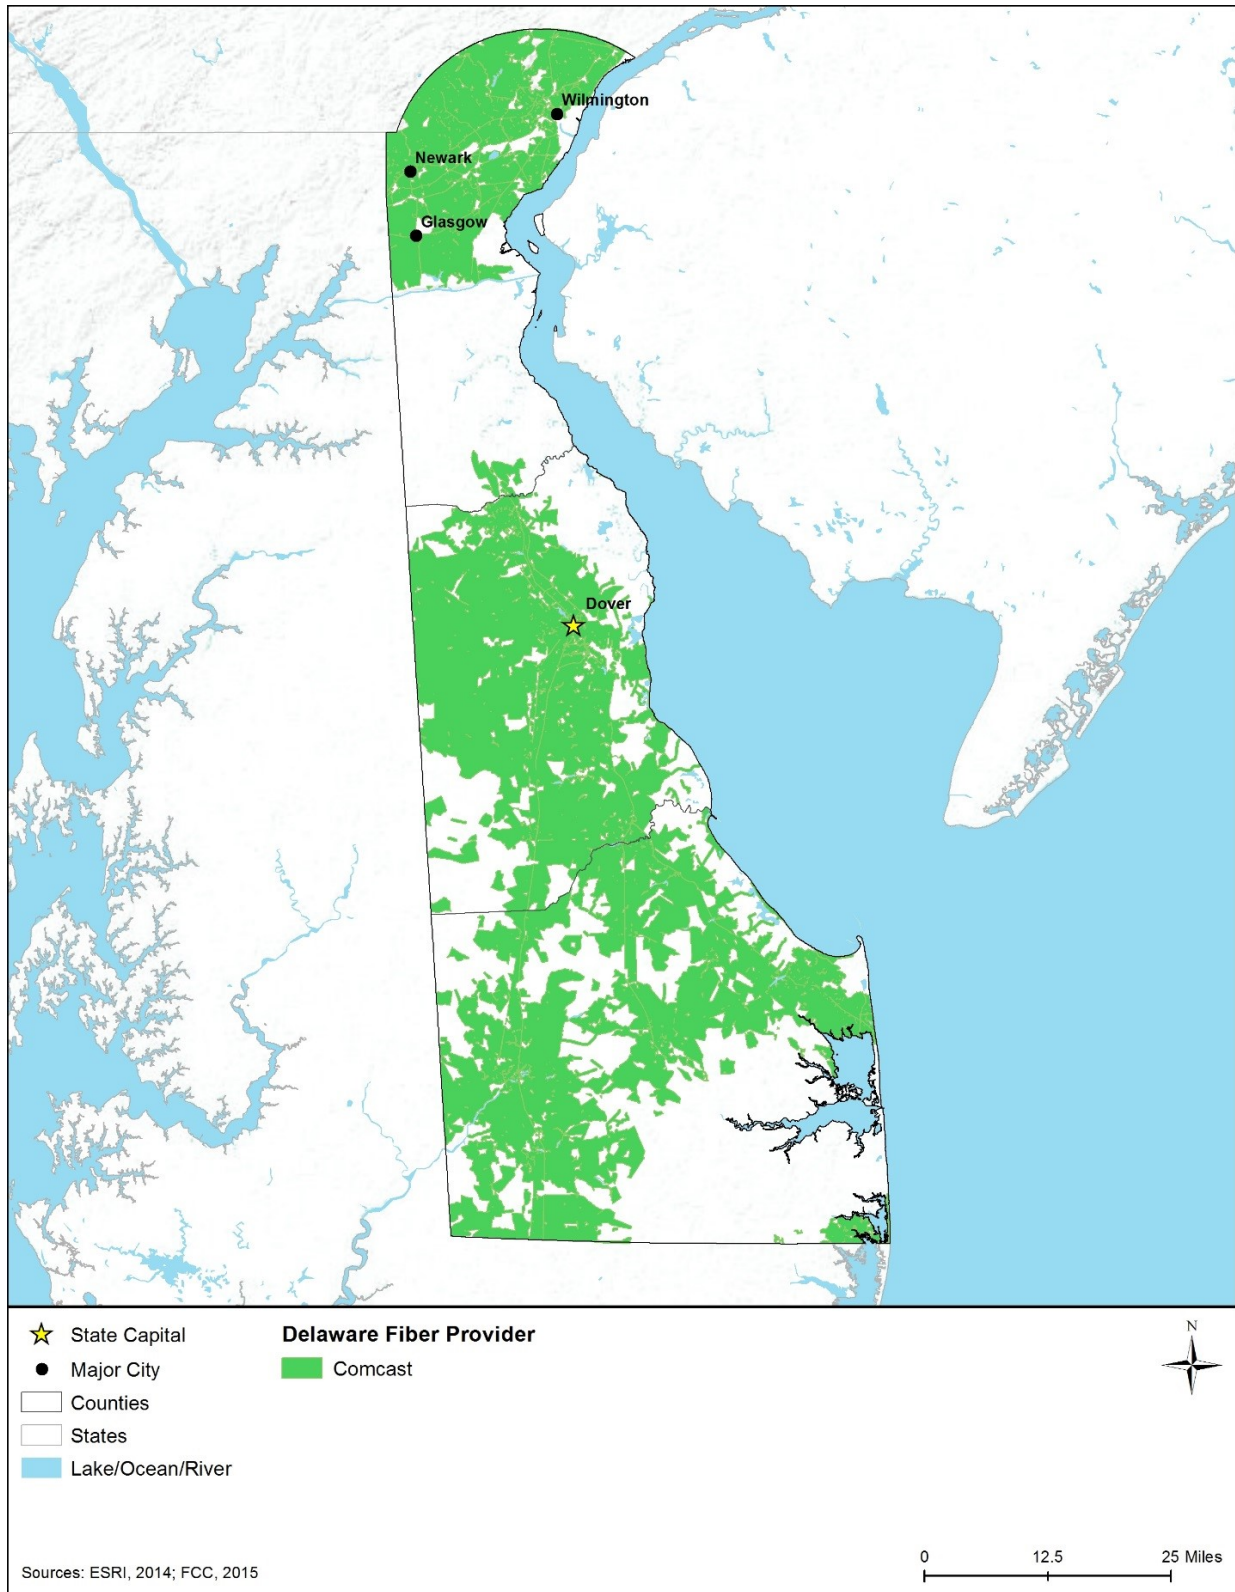 Wilmington
Newark
Glasgow
Dover
State Capital
Major City
Counties
States
Lake/Ocean/River
Delaware Fiber Provider
Comcast
N
Sources: ESRI, 2014; FCC, 2015
0 12.5 25 Miles